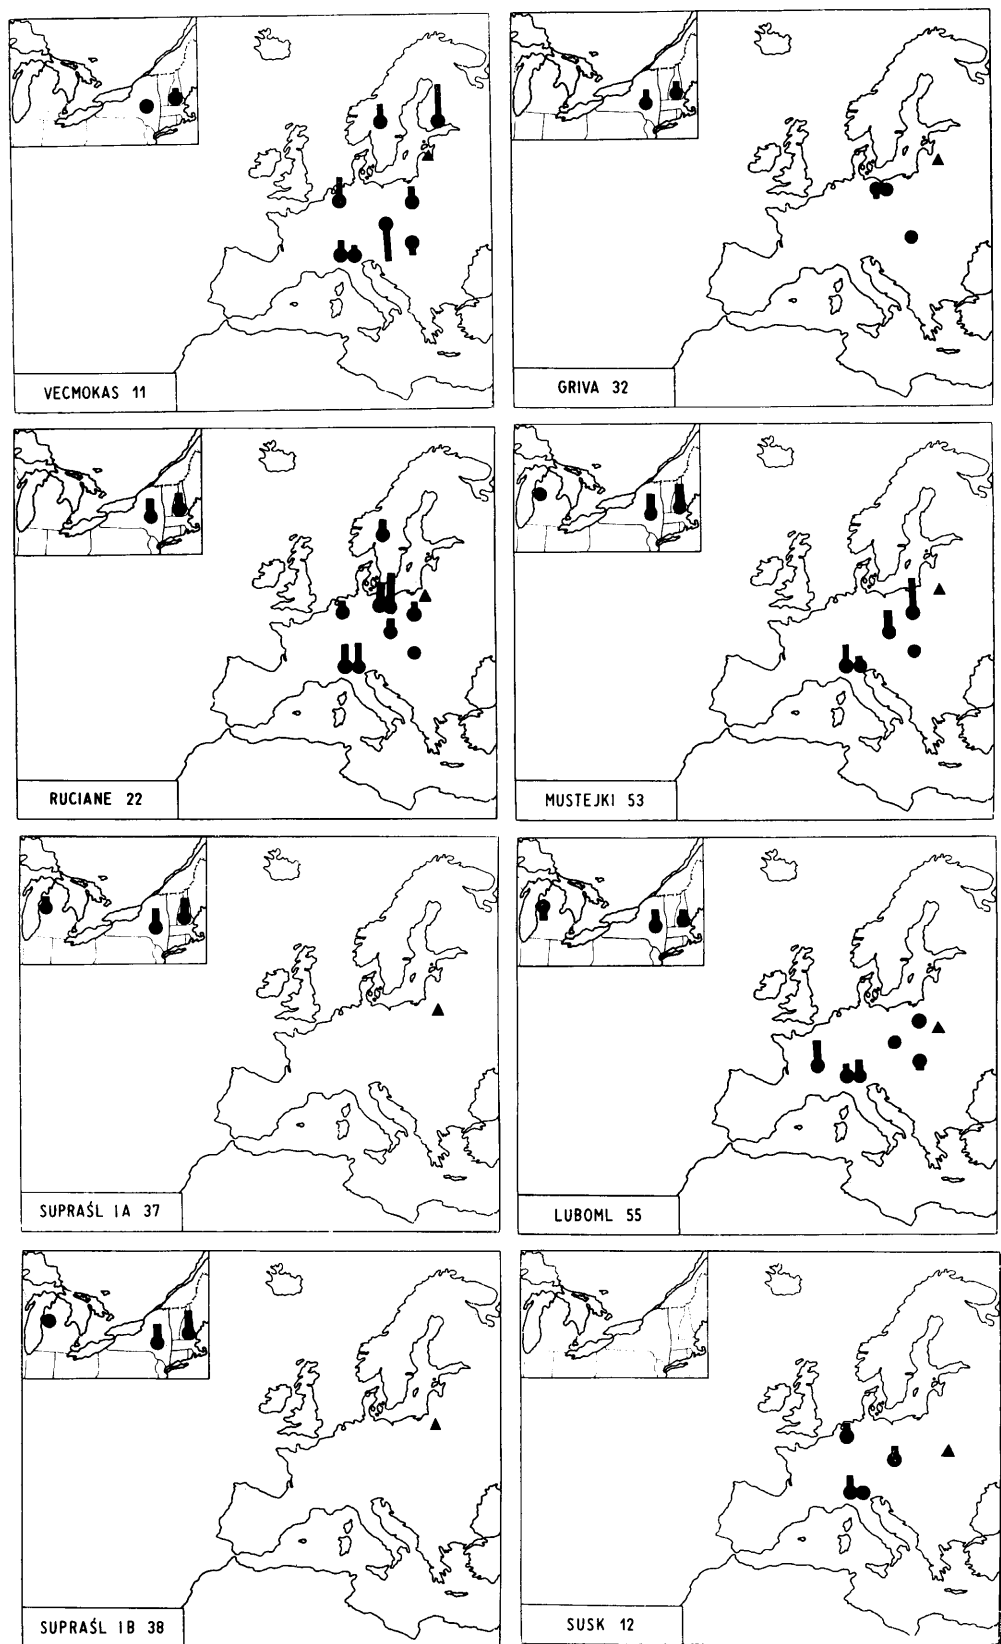 VECMOKAS 11
GRIVA 32
RUCIANE 22
MUSTEJKI 53
SUPRAŚL IA 37
LUBOML 55
SUPRAŚL IB 38
SUSK 12